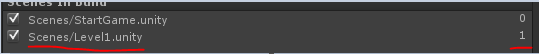 Scenes In Build
Scenes/StartGame.unity 0
Scenes/Level1.unity 1